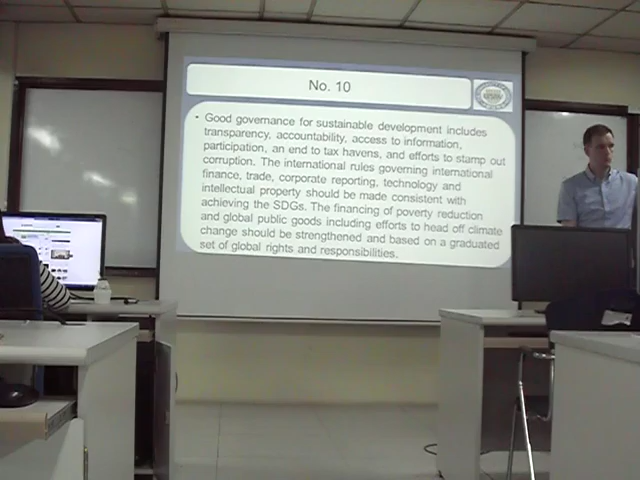 No. 10
• Good governance for sustainable development includes
transparency, accountability, access to information,
participation, an end to tax havens, and efforts to stamp out
corruption. The international rules governing international
finance, trade, corporate reporting, technology and
intellectual property should be made consistent with
achieving the SDGs. The financing of poverty reduction
and global public goods including efforts to head off climate
change should be strengthened and based on a graduated
set of global rights and responsibilities.